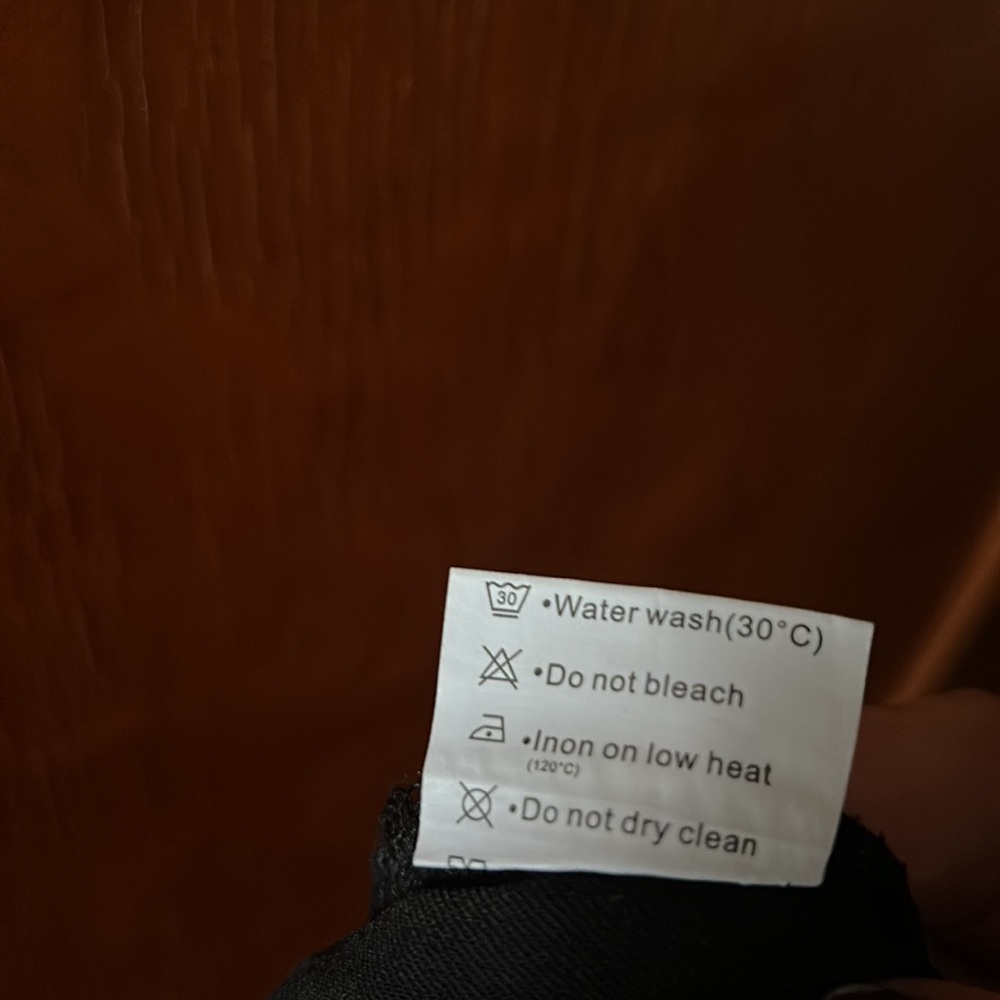 30 •Water wash(30°C)
•Do not bleach
•Inon on low heat
(120°C)
•Do not dry clean